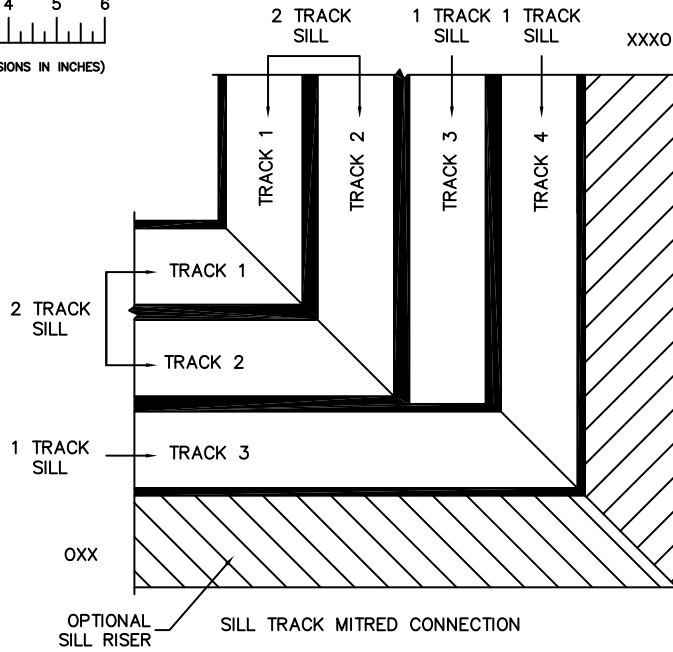 4 5 6
SIONS IN INCHES)
2 TRACK
SILL
1 TRACK
SILL
1 TRACK
SILL
XXXO
TRACK 1
TRACK 2
TRACK 3
TRACK 4
TRACK 1
2 TRACK
SILL
TRACK 2
1 TRACK
SILL
TRACK 3
OXX
OPTIONAL
SILL RISER
SILL TRACK MITRED CONNECTION